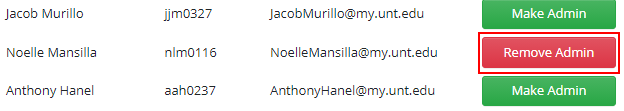 Jacob Murillo jjm0327 JacobMurillo@my.unt.edu Make Admin
Noelle Mansilla nlm0116 NoelleMansilla@my.unt.edu Remove Admin
Anthony Hanel aah0237 AnthonyHanel@my.unt.edu Make Admin